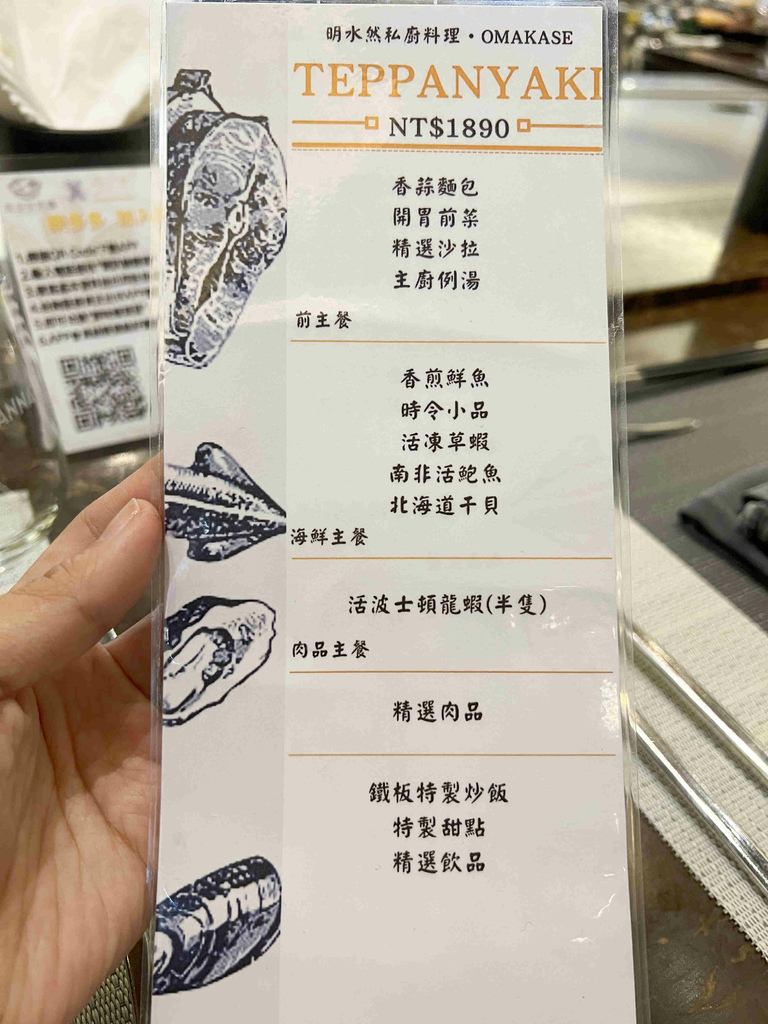 明水然私廚料理・OMAKASE
TEPPANYAKI
NT$1890
香蒜麵包
開胃前菜
精選沙拉
主廚例湯
前主餐
香煎鮮魚
時令小品
活凍草蝦
南非活鮑魚
北海道干貝
海鮮主餐
活波士頓龍蝦(半隻)
肉品主餐
精選肉品
鐵板特製炒飯
特製甜點
精選飲品